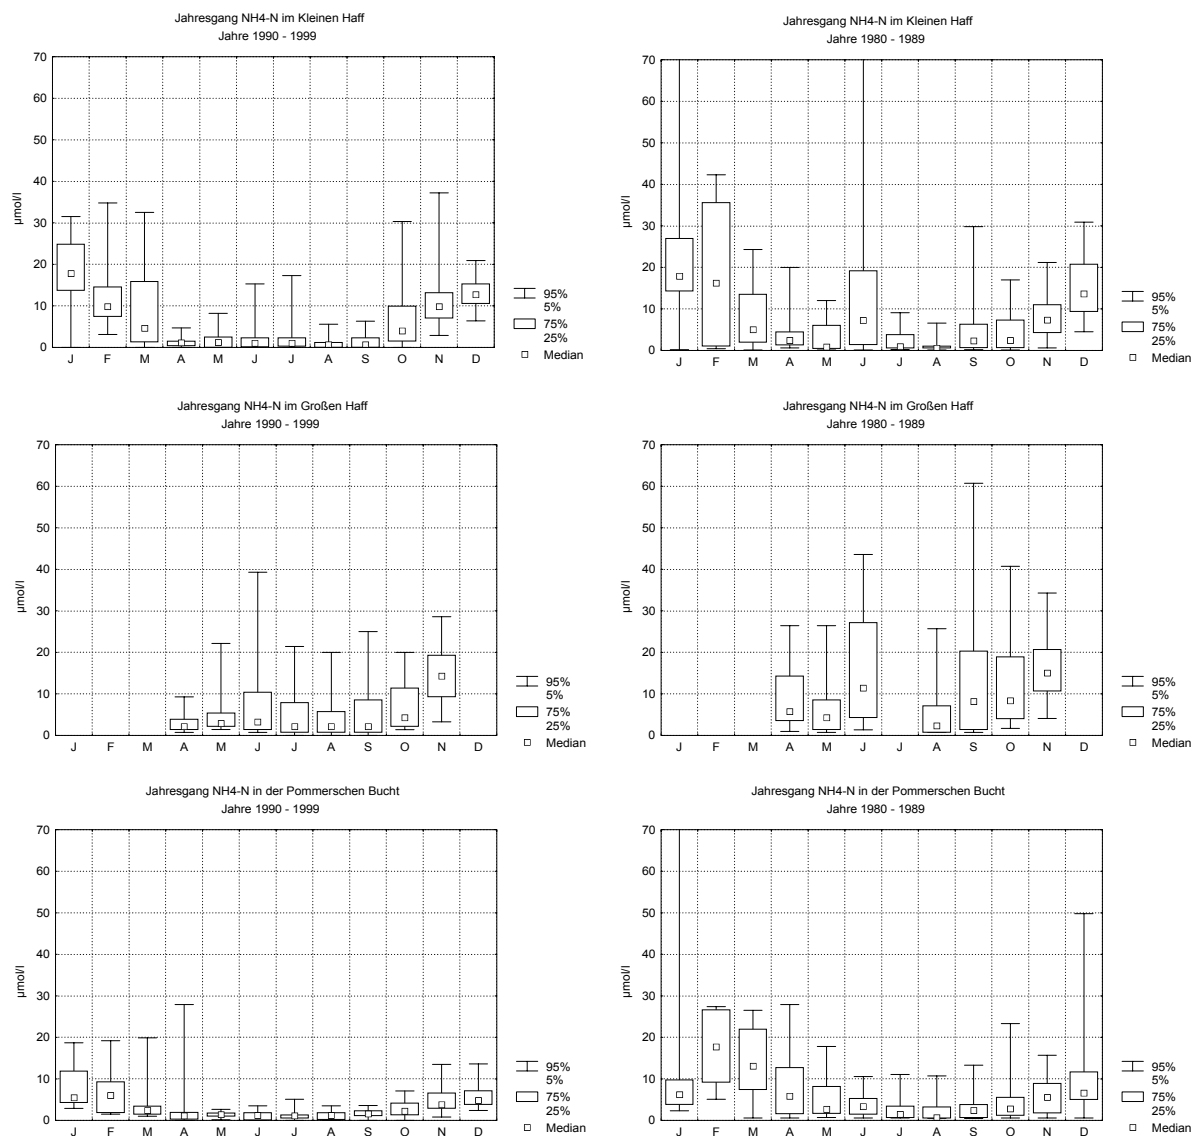 Jahresgang NH4-N im Kleinen Haff
Jahre 1990 - 1999
70
60
50
40
30
20
10
0
µmol/l
J F M A M J J A S O N D
95%
5%
75%
25%
Median
Jahresgang NH4-N im Kleinen Haff
Jahre 1980 - 1989
70
60
50
40
30
20
10
0
µmol/l
J F M A M J J A S O N D
95%
5%
75%
25%
Median
Jahresgang NH4-N im Großen Haff
Jahre 1990 - 1999
70
60
50
40
30
20
10
0
µmol/l
J F M A M J J A S O N D
95%
5%
75%
25%
Median
Jahresgang NH4-N im Großen Haff
Jahre 1980 - 1989
70
60
50
40
30
20
10
0
µmol/l
J F M A M J J A S O N D
95%
5%
75%
25%
Median
Jahresgang NH4-N in der Pommerschen Bucht
Jahre 1990 - 1999
70
60
50
40
30
20
10
0
µmol/l
J F M A M J J A S O N D
95%
5%
75%
25%
Median
Jahresgang NH4-N in der Pommerschen Bucht
Jahre 1980 - 1989
70
60
50
40
30
20
10
0
µmol/l
J F M A M J J A S O N D
95%
5%
75%
25%
Median